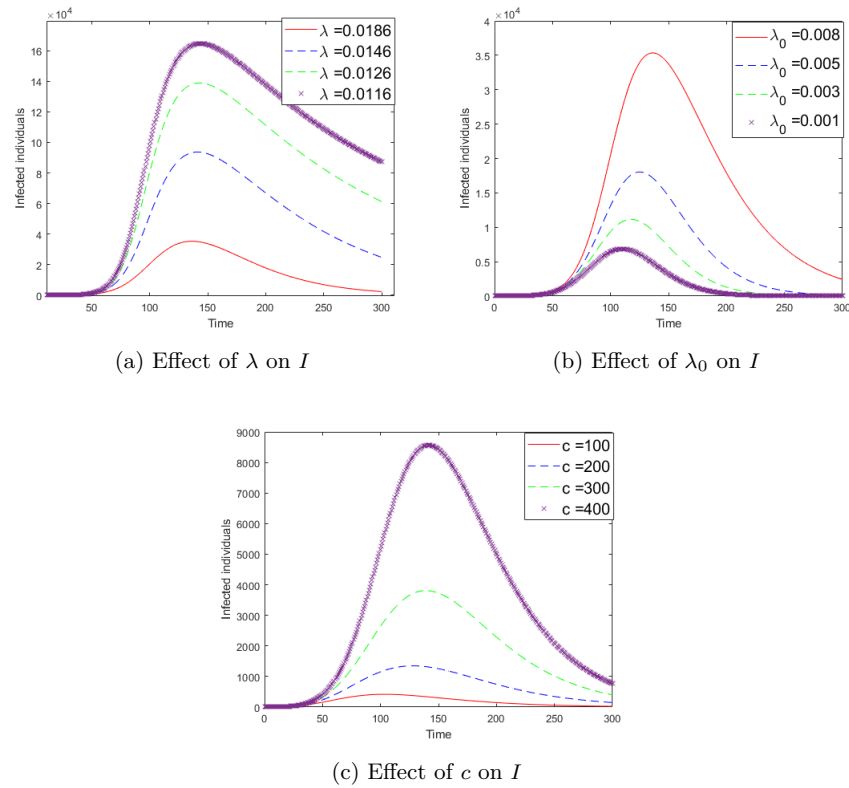 × 10⁴
16
14
12
10
8
6
4
2
0
Infected individuals
50 100 150 200 250 300
Time
λ =0.0186
λ =0.0146
λ =0.0126
λ =0.0116
(a) Effect of λ on I
× 10⁴
4
3.5
3
2.5
2
1.5
1
0.5
0
Infected individuals
0 50 100 150 200 250 300
Time
λ₀ =0.008
λ₀ =0.005
λ₀ =0.003
λ₀ =0.001
(b) Effect of λ₀ on I
9000
8000
7000
6000
5000
4000
3000
2000
1000
0
Infected individuals
0 50 100 150 200 250 300
Time
c =100
c =200
c =300
c =400
(c) Effect of c on I